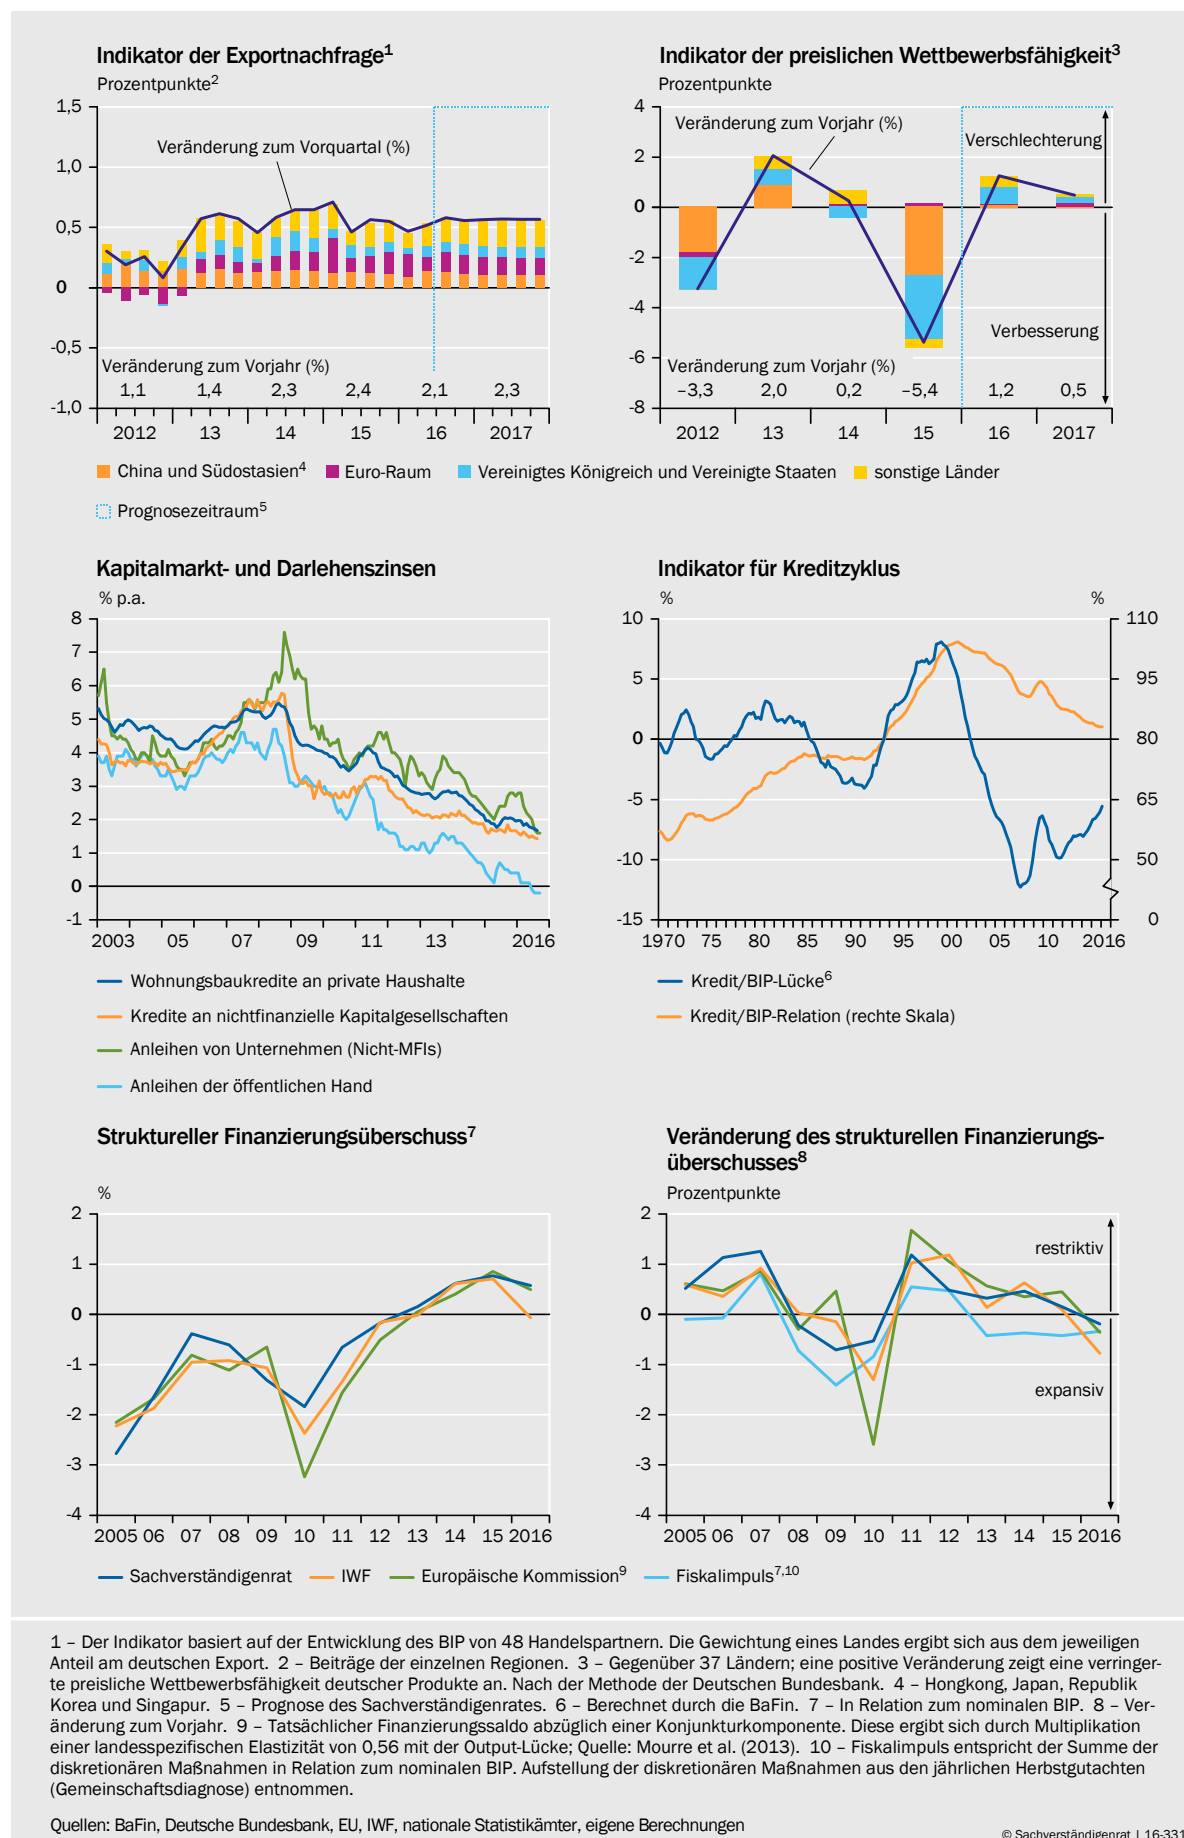 Indikator der Exportnachfrage¹
Prozentpunkte²
1,5
1,0
0,5
0
-0,5
-1,0
Veränderung zum Vorquartal (%)
Veränderung zum Vorjahr (%)
1,1 1,4 2,3 2,4 2,1 2,3
2012 13 14 15 16 2017
Indikator der preislichen Wettbewerbsfähigkeit³
Prozentpunkte
4
2
0
-2
-4
-6
-8
Veränderung zum Vorjahr (%)
Verschlechterung
Verbesserung
Veränderung zum Vorjahr (%)
–3,3 2,0 0,2 –5,4 1,2 0,5
2012 13 14 15 16 2017
China und Südostasien⁴ Euro-Raum Vereinigtes Königreich und Vereinigte Staaten sonstige Länder
Prognosezeitraum⁵
Kapitalmarkt- und Darlehenszinsen
% p.a.
8
7
6
5
4
3
2
1
0
-1
2003 05 07 09 11 13 2016
Wohnungsbaukredite an private Haushalte
Kredite an nichtfinanzielle Kapitalgesellschaften
Anleihen von Unternehmen (Nicht-MFIs)
Anleihen der öffentlichen Hand
Indikator für Kreditzyklus
% %
10 110
5 95
0 80
-5 65
-10 50
-15 0
1970 75 80 85 90 95 00 05 10 2016
Kredit/BIP-Lücke⁶
Kredit/BIP-Relation (rechte Skala)
Struktureller Finanzierungsüberschuss⁷
%
2
1
0
-1
-2
-3
-4
2005 06 07 08 09 10 11 12 13 14 15 2016
Veränderung des strukturellen Finanzierungs-
überschusses⁸
Prozentpunkte
2
1
0
-1
-2
-3
-4
restriktiv
expansiv
2005 06 07 08 09 10 11 12 13 14 15 2016
Sachverständigenrat IWF Europäische Kommission⁹ Fiskalimpuls⁷,¹⁰
1 – Der Indikator basiert auf der Entwicklung des BIP von 48 Handelspartnern. Die Gewichtung eines Landes ergibt sich aus dem jeweiligen
Anteil am deutschen Export. 2 – Beiträge der einzelnen Regionen. 3 – Gegenüber 37 Ländern; eine positive Veränderung zeigt eine verringer-
te preisliche Wettbewerbsfähigkeit deutscher Produkte an. Nach der Methode der Deutschen Bundesbank. 4 – Hongkong, Japan, Republik
Korea und Singapur. 5 – Prognose des Sachverständigenrates. 6 – Berechnet durch die BaFin. 7 – In Relation zum nominalen BIP. 8 – Ver-
änderung zum Vorjahr. 9 – Tatsächlicher Finanzierungssaldo abzüglich einer Konjunkturkomponente. Diese ergibt sich durch Multiplikation
einer landesspezifischen Elastizität von 0,56 mit der Output-Lücke; Quelle: Mourre et al. (2013). 10 – Fiskalimpuls entspricht der Summe der
diskretionären Maßnahmen in Relation zum nominalen BIP. Aufstellung der diskretionären Maßnahmen aus den jährlichen Herbstgutachten
(Gemeinschaftsdiagnose) entnommen.
Quellen: BaFin, Deutsche Bundesbank, EU, IWF, nationale Statistikämter, eigene Berechnungen
© Sachverständigenrat | 16-331